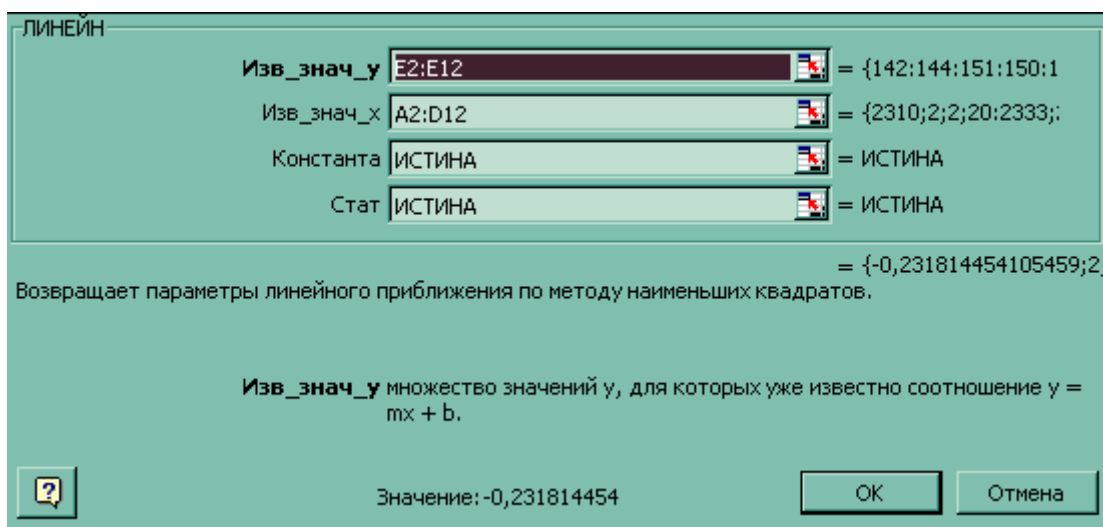 ЛИНЕЙН
Изв_знач_y E2:E12 = {142:144:151:150:1
Изв_знач_x A2:D12 = {2310;2;2;20:2333;
Константа ИСТИНА = ИСТИНА
Стат ИСТИНА = ИСТИНА
= {-0,231814454105459;2
Возвращает параметры линейного приближения по методу наименьших квадратов.
Изв_знач_y множество значений y, для которых уже известно соотношение y =
mx + b.
? Значение:-0,231814454 OK Отмена